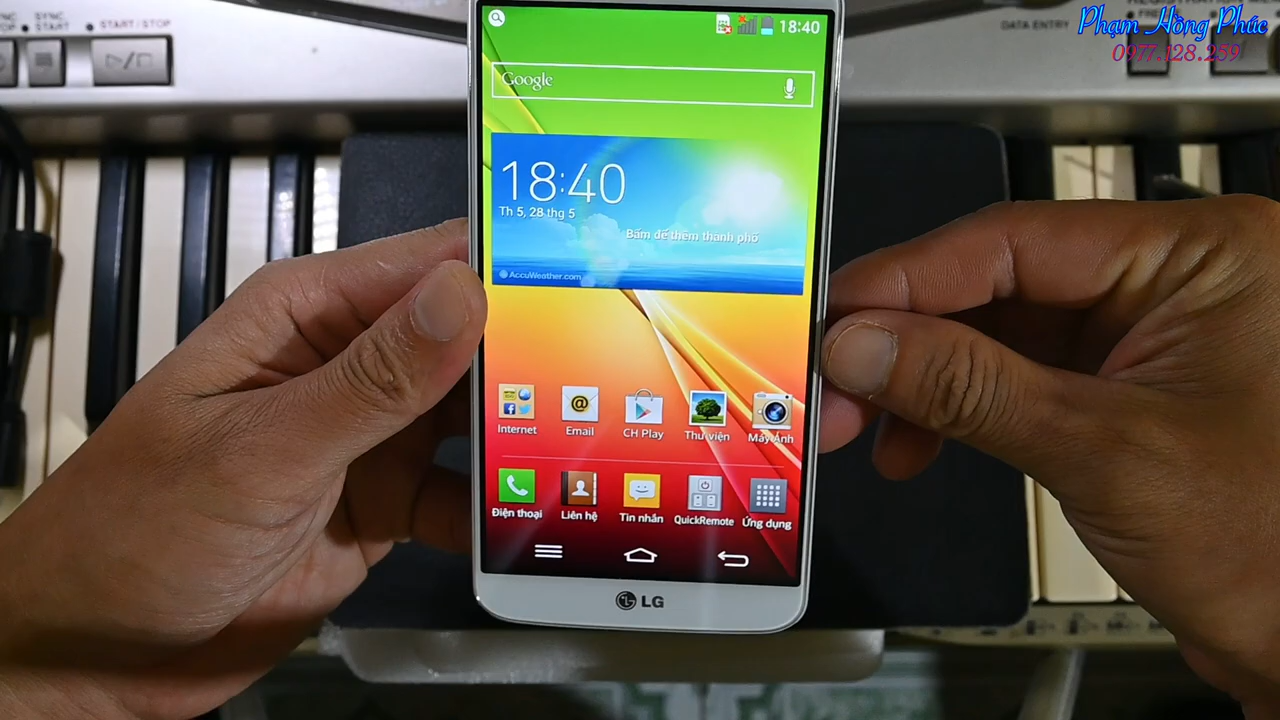 SYNC START
START/STOP
DATA ENTRY
Phạm Hồng Phúc
0977.128.259
18:40
Google
18:40
Th 5, 28 thg 5
Bấm để thêm thành phố
AccuWeather.com
Internet
Email
CH Play
Thư viện
Máy Ảnh
Điện thoại
Liên hệ
Tin nhắn
QuickRemote
Ứng dụng
LG